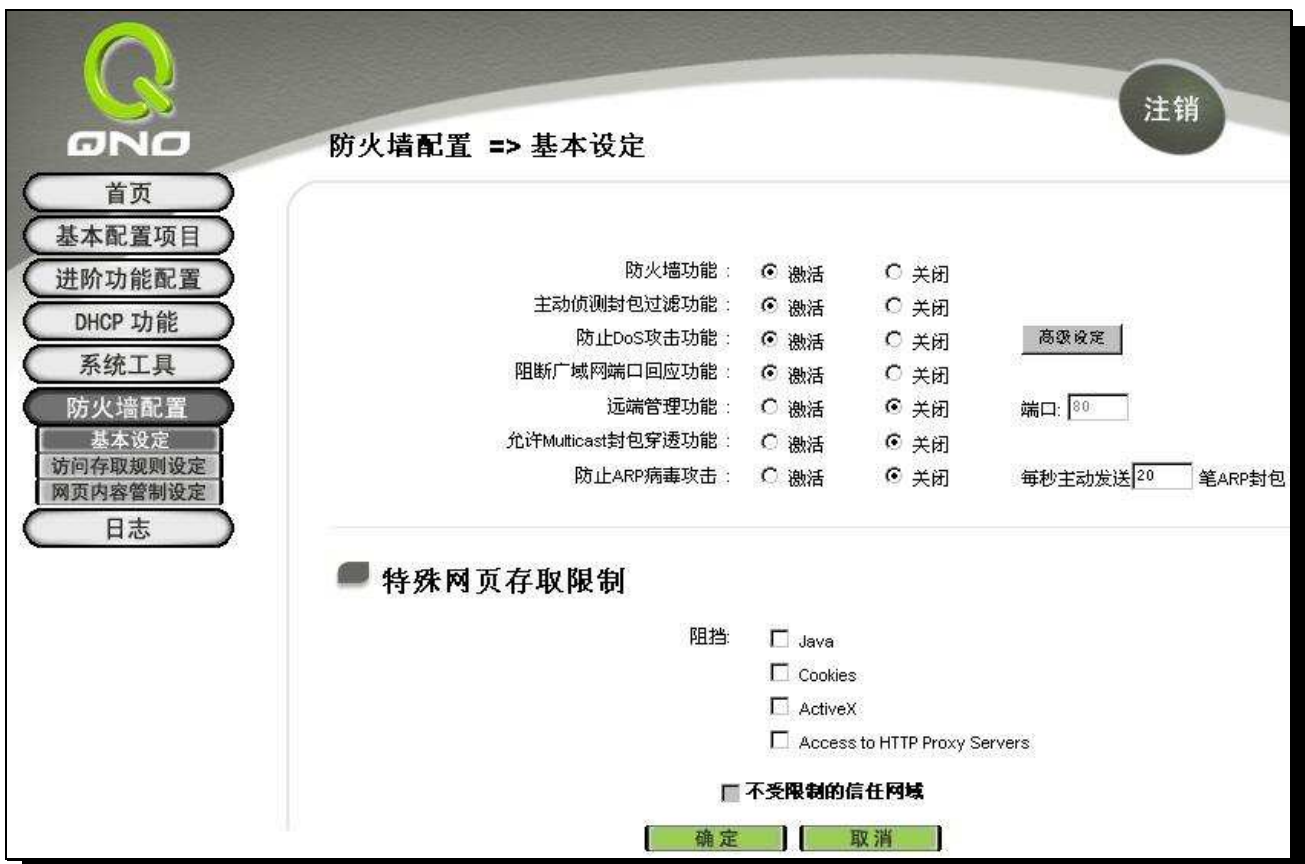 QNO
注销
防火墙配置 => 基本设定
首页
基本配置项目
进阶功能配置
DHCP 功能
系统工具
防火墙配置
基本设定
访问存取规则设定
网页内容管制设定
日志
防火墙功能： 激活 关闭
主动侦测封包过滤功能： 激活 关闭
防止DoS攻击功能： 激活 关闭 高级设定
阻断广域网端口回应功能： 激活 关闭
远端管理功能： 激活 关闭 端口: 80
允许Multicast封包穿透功能： 激活 关闭
防止ARP病毒攻击： 激活 关闭 每秒主动发送 20 笔ARP封包
特殊网页存取限制
阻挡: Java
Cookies
ActiveX
Access to HTTP Proxy Servers
不受限制的信任网域
确定 取消